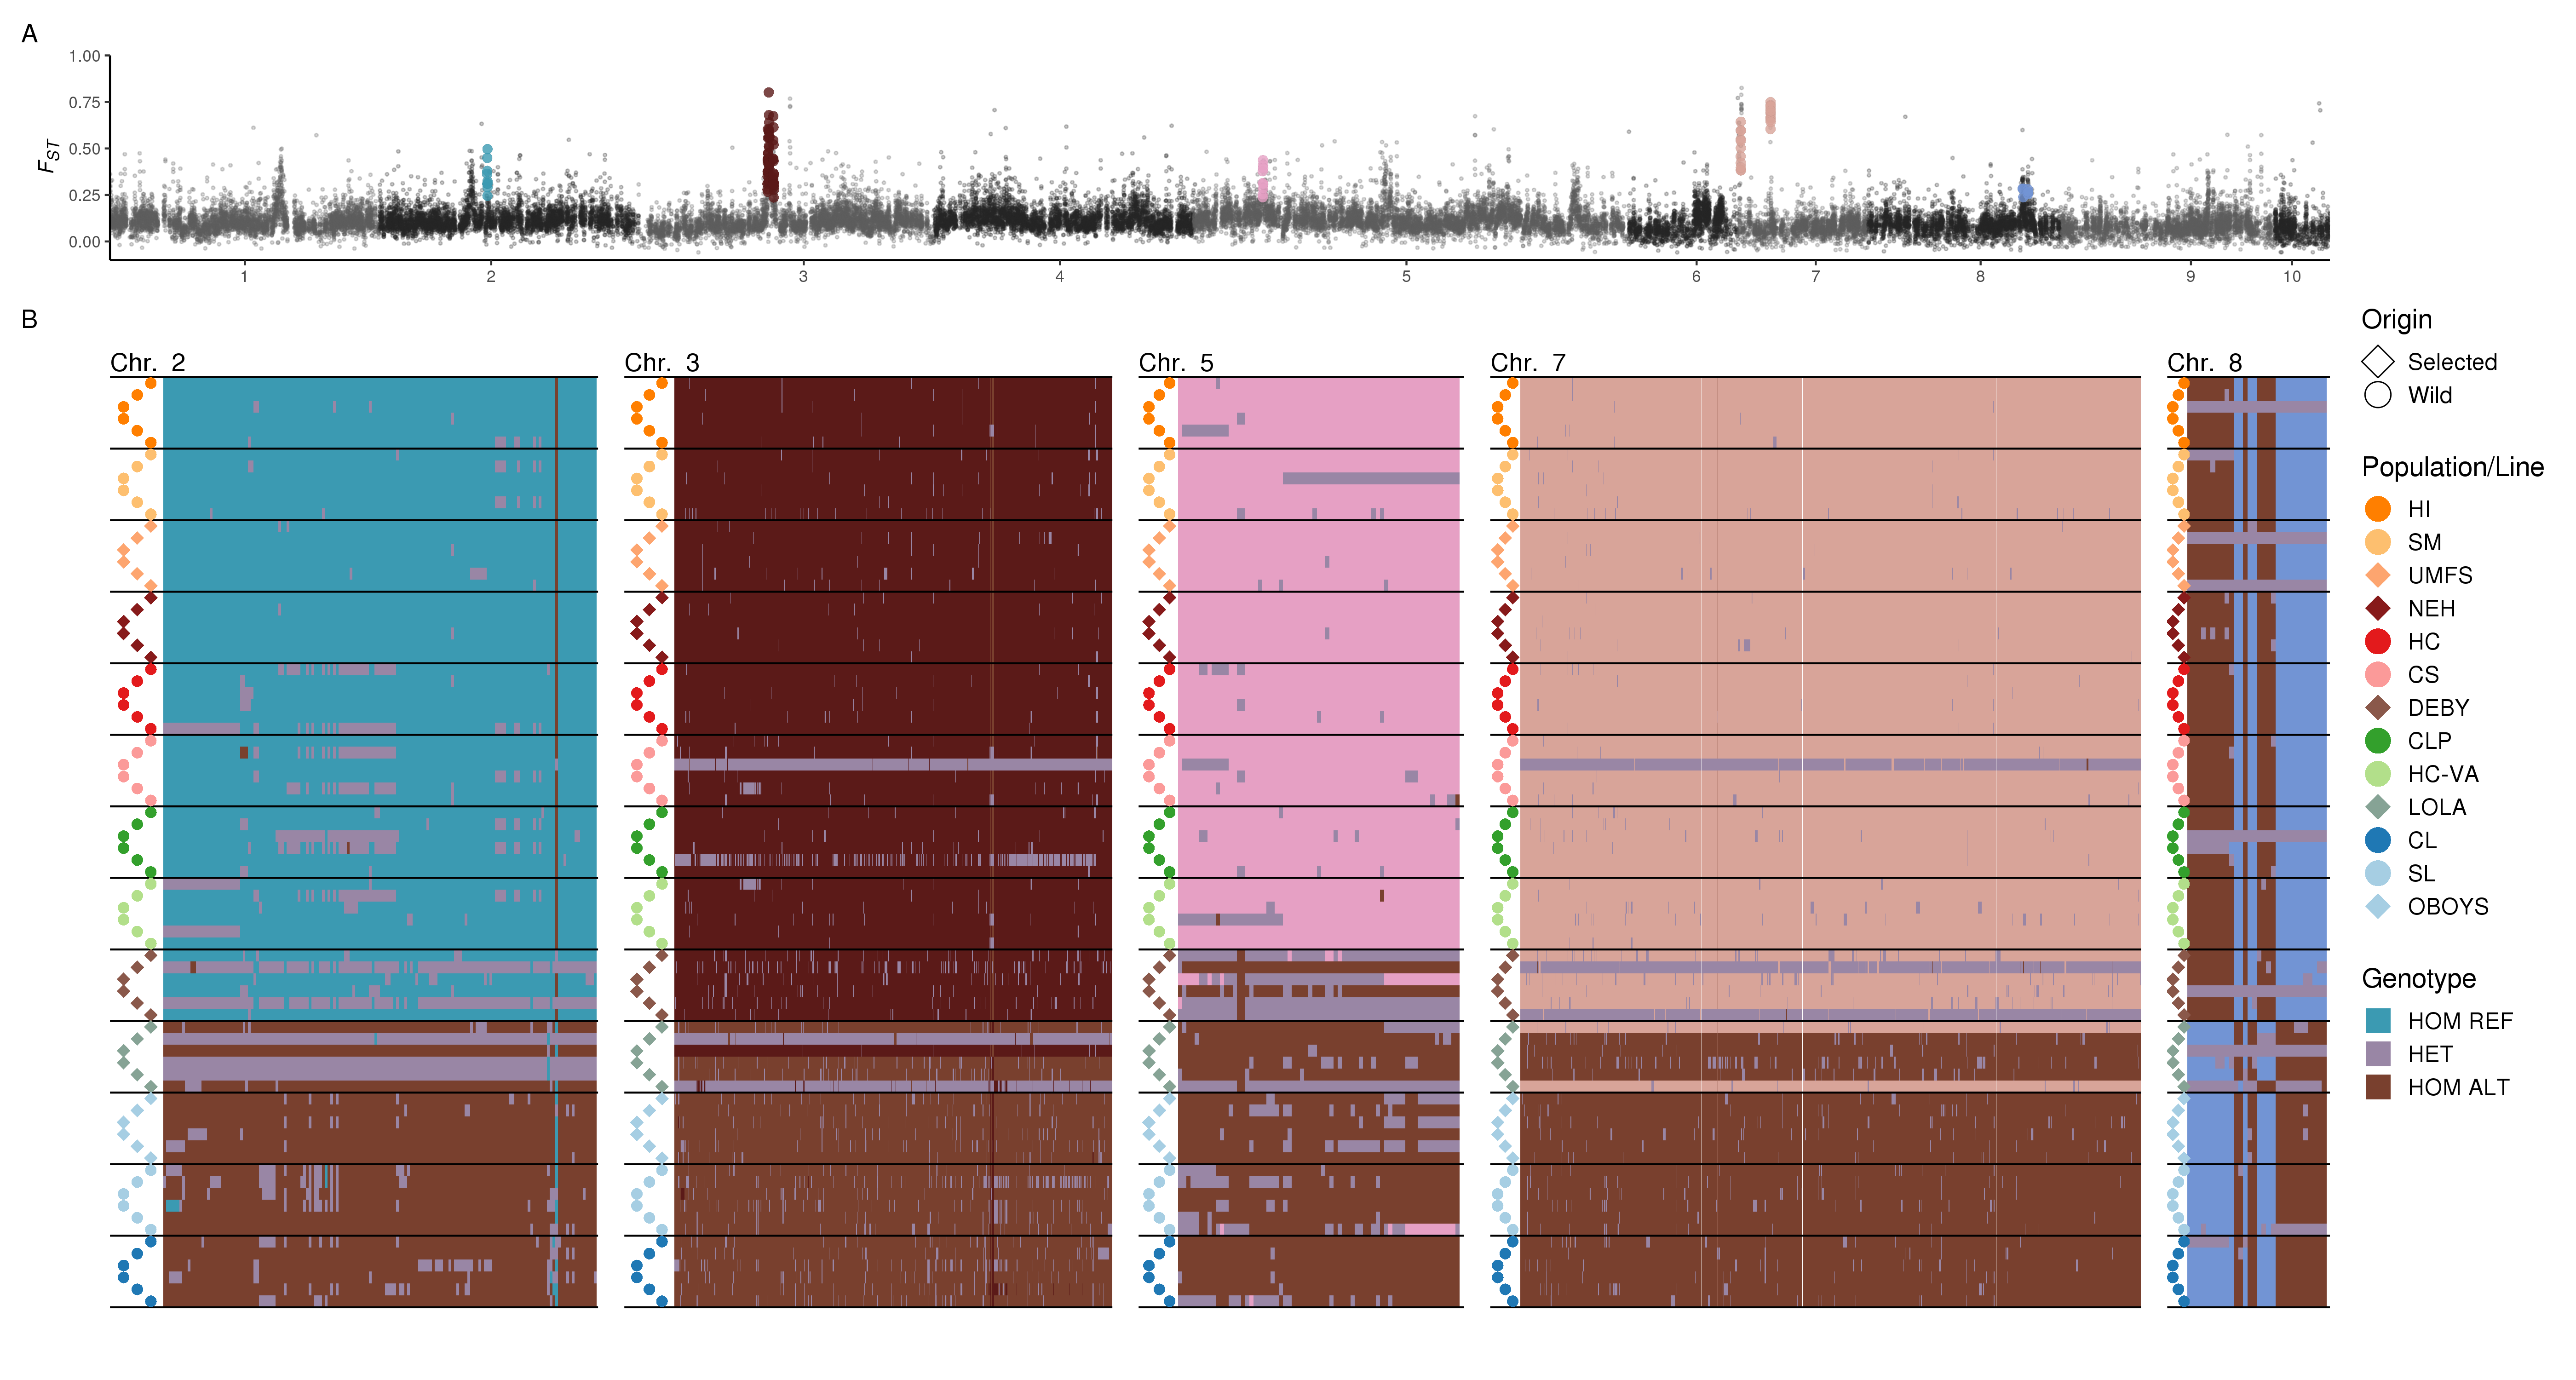 A
1.00
0.75
0.50
0.25
0.00
FST
1 2 3 4 5 6 7 8 9 10
B
Chr. 2 Chr. 3 Chr. 5 Chr. 7 Chr. 8
Origin
Selected
Wild
Population/Line
HI
SM
UMFS
NEH
HC
CS
DEBY
CLP
HC-VA
LOLA
CL
SL
OBOYS
Genotype
HOM REF
HET
HOM ALT